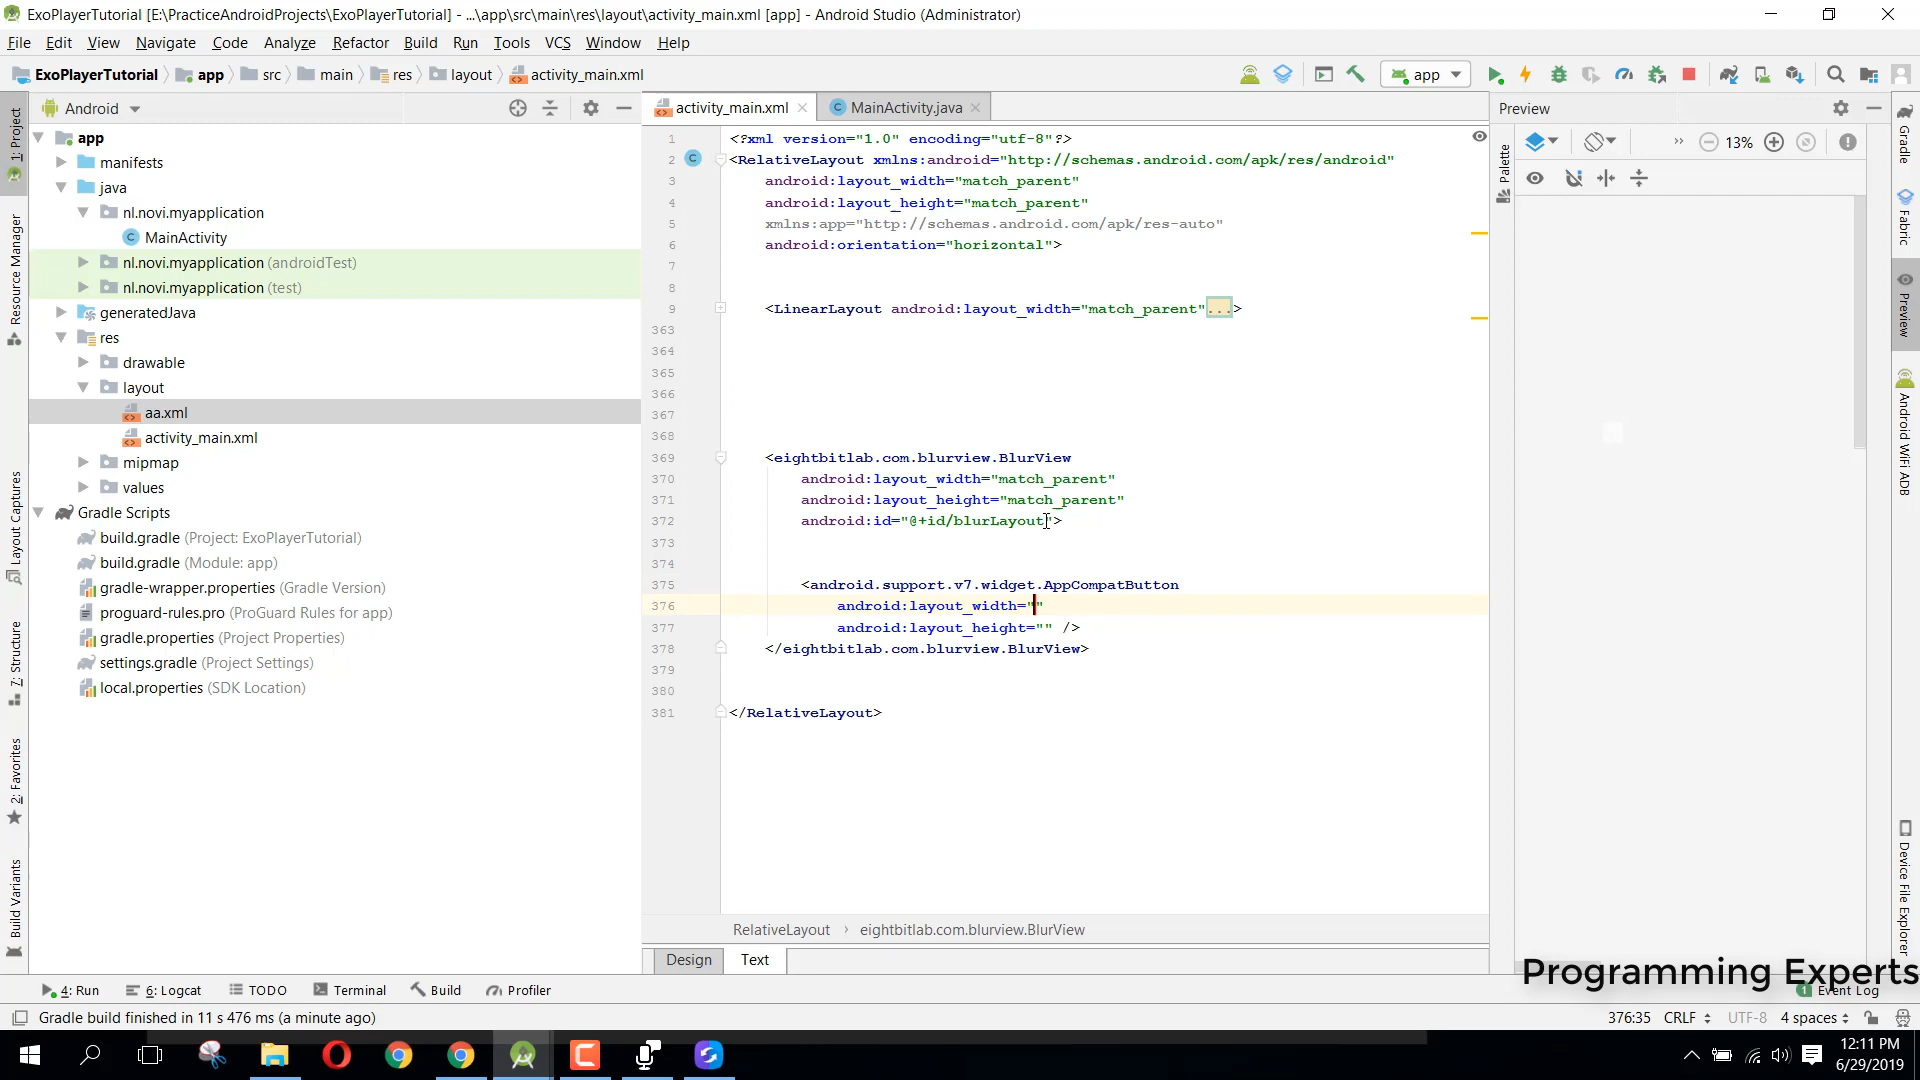 ExoPlayerTutorial [E:\PracticeAndroidProjects\ExoPlayerTutorial] - ...\app\src\main\res\layout\activity_main.xml [app] - Android Studio (Administrator)
File Edit View Navigate Code Analyze Refactor Build Run Tools VCS Window Help
ExoPlayerTutorial app src main res layout activity_main.xml
app
1: Project
Resource Manager
Layout Captures
7: Structure
2: Favorites
Build Variants
Android
app
manifests
java
nl.novi.myapplication
MainActivity
nl.novi.myapplication (androidTest)
nl.novi.myapplication (test)
generatedJava
res
drawable
layout
aa.xml
activity_main.xml
mipmap
values
Gradle Scripts
build.gradle (Project: ExoPlayerTutorial)
build.gradle (Module: app)
gradle-wrapper.properties (Gradle Version)
proguard-rules.pro (ProGuard Rules for app)
gradle.properties (Project Properties)
settings.gradle (Project Settings)
local.properties (SDK Location)
activity_main.xml MainActivity.java
1 <?xml version="1.0" encoding="utf-8"?>
2 <RelativeLayout xmlns:android="http://schemas.android.com/apk/res/android"
3 android:layout_width="match_parent"
4 android:layout_height="match_parent"
5 xmlns:app="http://schemas.android.com/apk/res-auto"
6 android:orientation="horizontal">
7
8
9 <LinearLayout android:layout_width="match_parent"...>
363
364
365
366
367
368
369 <eightbitlab.com.blurview.BlurView
370 android:layout_width="match_parent"
371 android:layout_height="match_parent"
372 android:id="@+id/blurLayout">
373
374
375 <android.support.v7.widget.AppCompatButton
376 android:layout_width=""
377 android:layout_height="" />
378 </eightbitlab.com.blurview.BlurView>
379
380
381 </RelativeLayout>
RelativeLayout › eightbitlab.com.blurview.BlurView
Design Text
Preview
Palette
13%
Gradle
Fabric
Preview
Android WiFi ADB
Device File Explorer
Programming Experts
4: Run 6: Logcat TODO Terminal Build Profiler
1 Event Log
Gradle build finished in 11 s 476 ms (a minute ago)
376:35 CRLF UTF-8 4 spaces
12:11 PM
6/29/2019